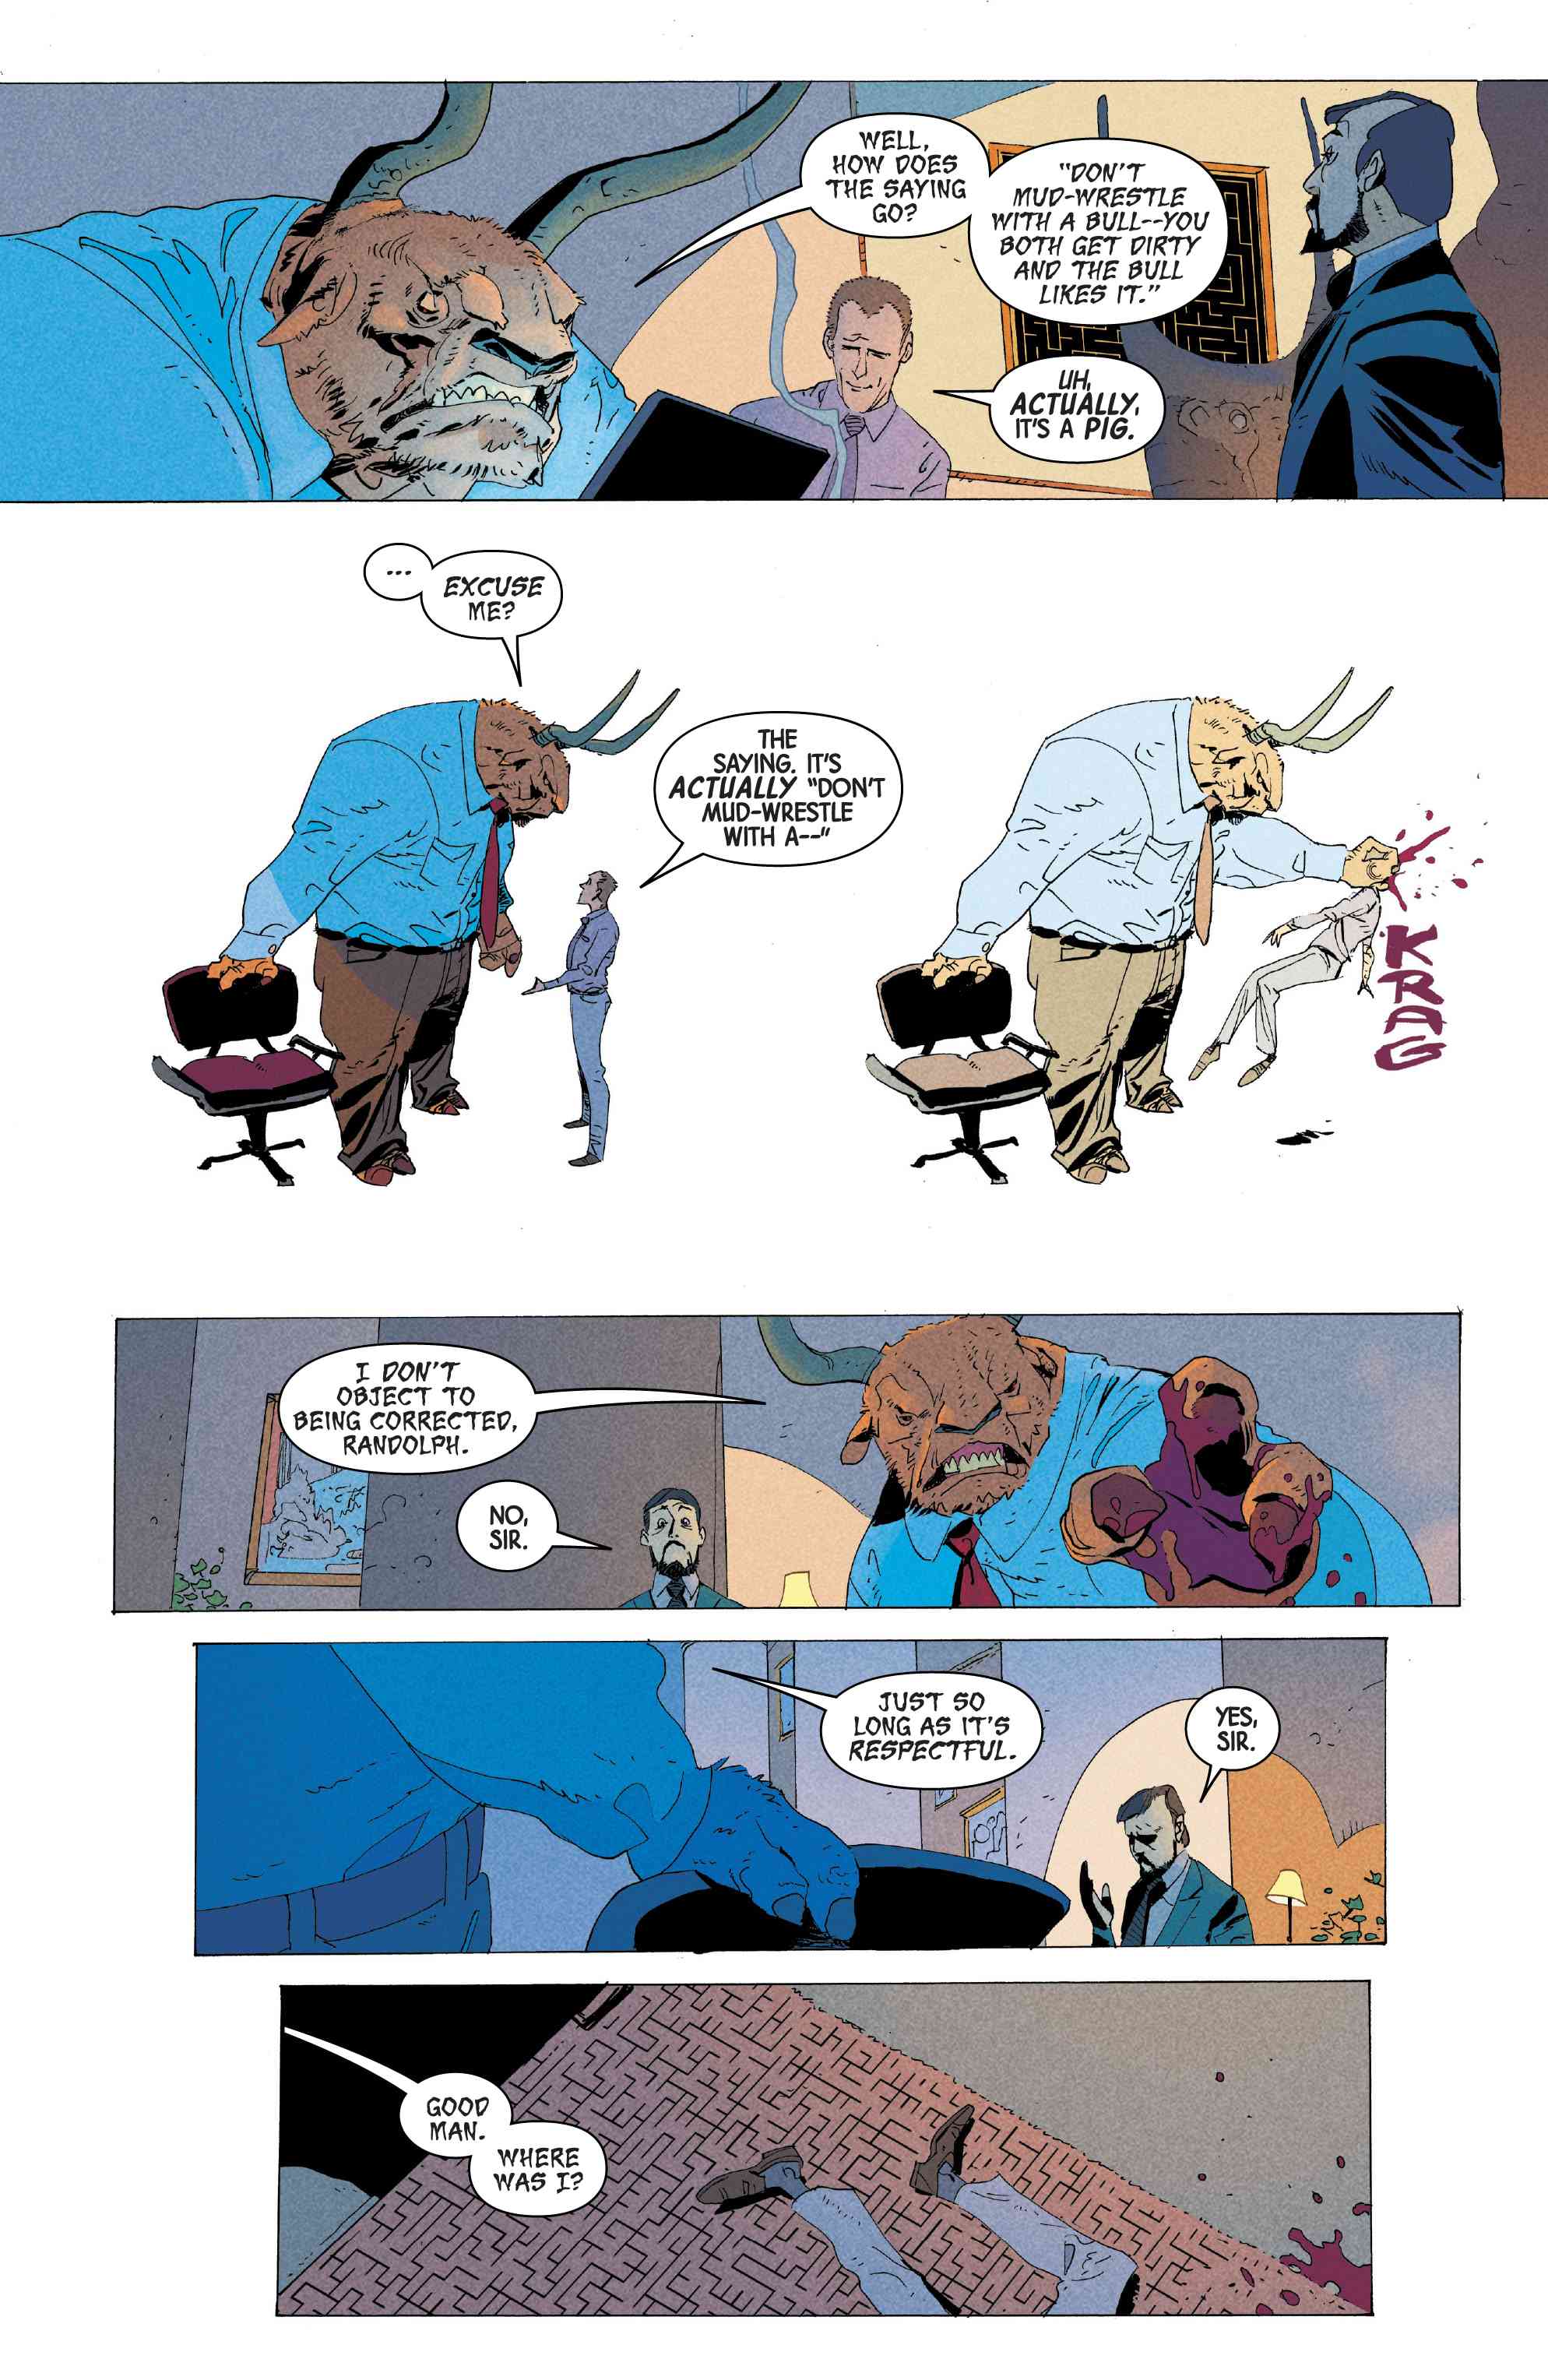 WELL,
HOW DOES
THE SAYING
GO?
"DON'T
MUD-WRESTLE
WITH A BULL--YOU
BOTH GET DIRTY
AND THE BULL
LIKES IT."
UH,
ACTUALLY,
IT'S A PIG.
...
EXCUSE
ME?
THE
SAYING. IT'S
ACTUALLY "DON'T
MUD-WRESTLE
WITH A--"
KRAG
I DON'T
OBJECT TO
BEING CORRECTED,
RANDOLPH.
NO,
SIR.
JUST SO
LONG AS IT'S
RESPECTFUL.
YES,
SIR.
GOOD
MAN.
WHERE
WAS I?